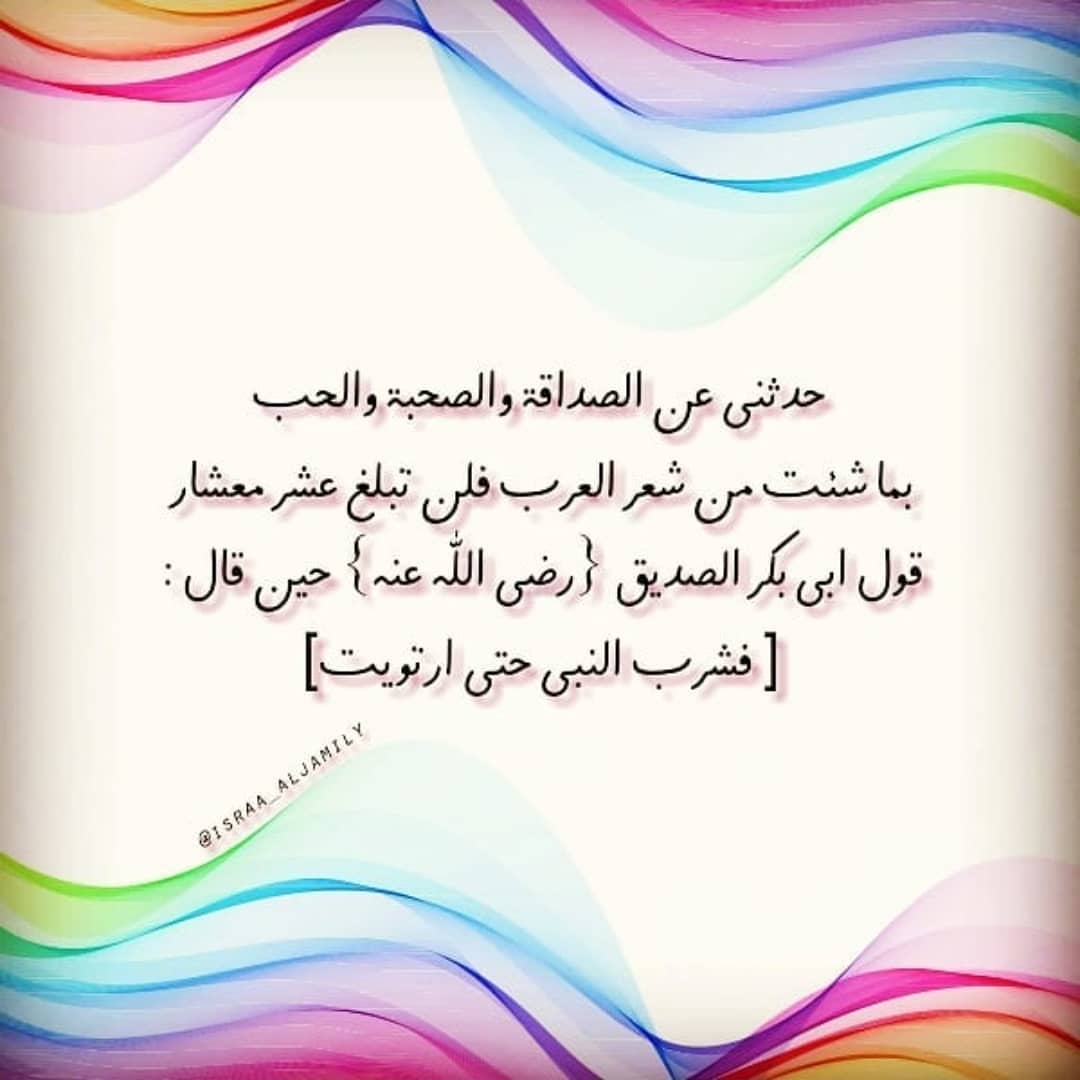 حدثنى عن الصداقة والصحبة والحب
بما شئت من شعر العرب فلن تبلغ عشر معشار
قول ابى بكر الصديق {رضى الله عنه} حين قال :
[ فشرب النبى حتى ارتويت]
@ISRAA_ALJAMILY